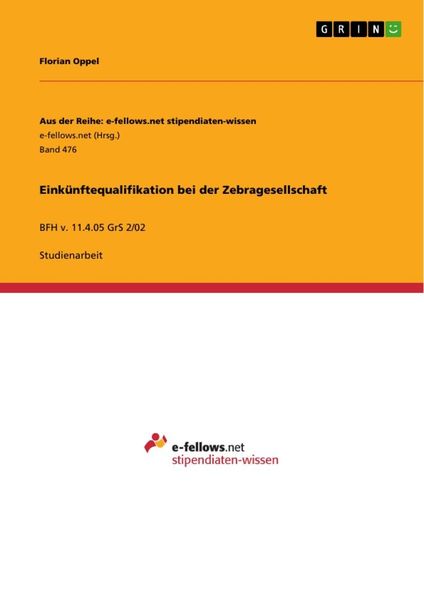 GRIN
Florian Oppel
Aus der Reihe: e-fellows.net stipendiaten-wissen
e-fellows.net (Hrsg.)
Band 476
Einkünftequalifikation bei der Zebragesellschaft
BFH v. 11.4.05 GrS 2/02
Studienarbeit
e-fellows.net
stipendiaten-wissen